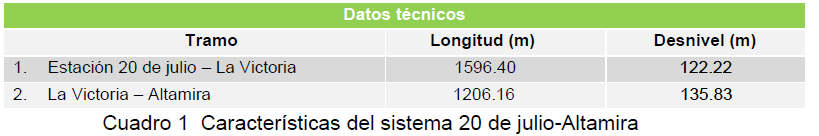 Datos técnicos
Tramo Longitud (m) Desnivel (m)
1. Estación 20 de julio – La Victoria 1596.40 122.22
2. La Victoria – Altamira 1206.16 135.83
Cuadro 1 Características del sistema 20 de julio-Altamira